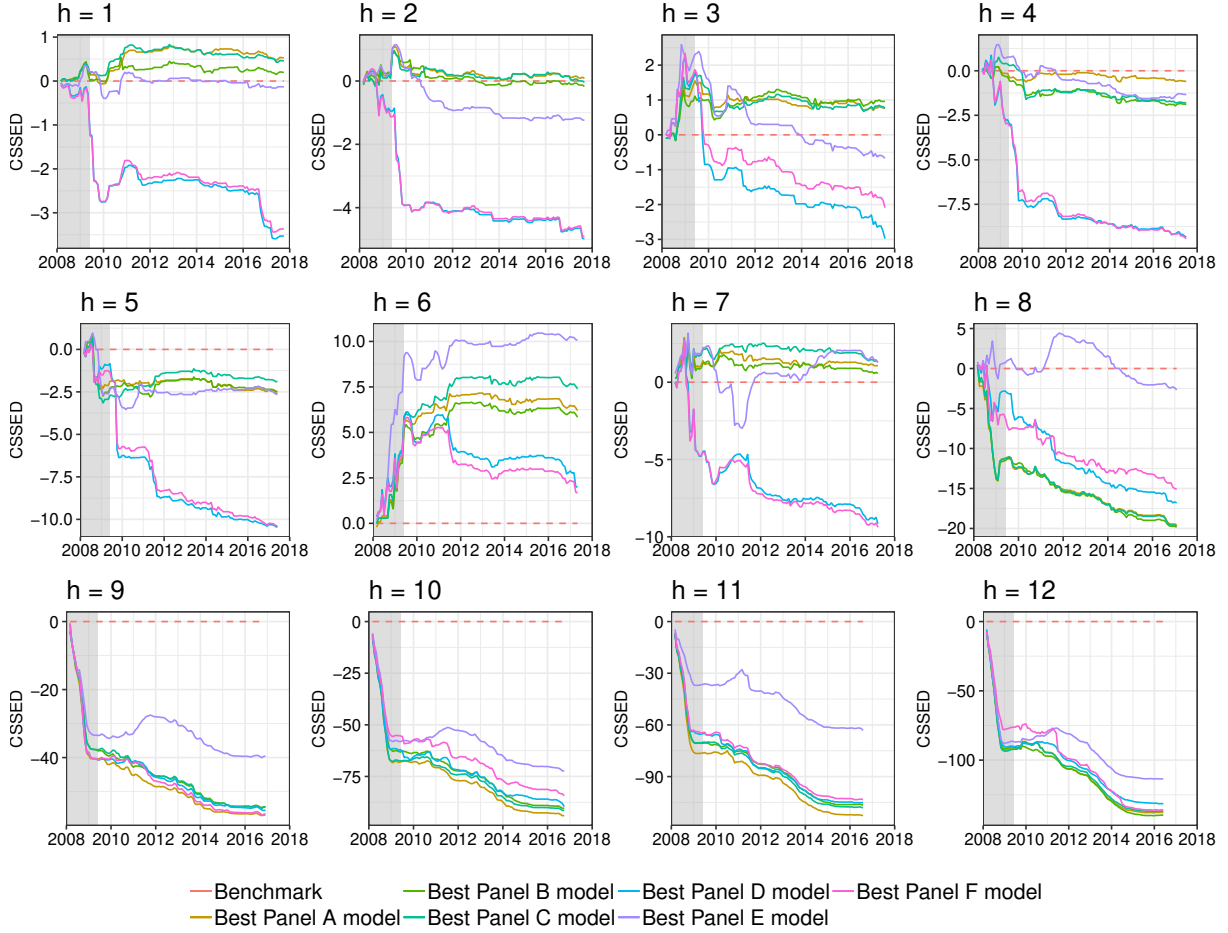 h = 1 h = 2 h = 3 h = 4
CSSED CSSED CSSED CSSED
1 2 2 0.0
0 0 1 −2.5
−1 −2 0 −5.0
−2 −4 −1 −7.5
−3 −2
−3
2008 2010 2012 2014 2016 2018 2008 2010 2012 2014 2016 2018 2008 2010 2012 2014 2016 2018 2008 2010 2012 2014 2016 2018
h = 5 h = 6 h = 7 h = 8
CSSED CSSED CSSED CSSED
0.0 10.0 0 5
−2.5 7.5 −5 0
−5.0 5.0 −10 −5
−7.5 2.5 −10
−10.0 0.0 −15
−20
2008 2010 2012 2014 2016 2018 2008 2010 2012 2014 2016 2018 2008 2010 2012 2014 2016 2018 2008 2010 2012 2014 2016 2018
h = 9 h = 10 h = 11 h = 12
CSSED CSSED CSSED CSSED
0 0 0 0
−20 −25 −30 −50
−40 −50 −60 −100
−75 −90
2008 2010 2012 2014 2016 2018 2008 2010 2012 2014 2016 2018 2008 2010 2012 2014 2016 2018 2008 2010 2012 2014 2016 2018
Benchmark Best Panel B model Best Panel D model Best Panel F model
Best Panel A model Best Panel C model Best Panel E model